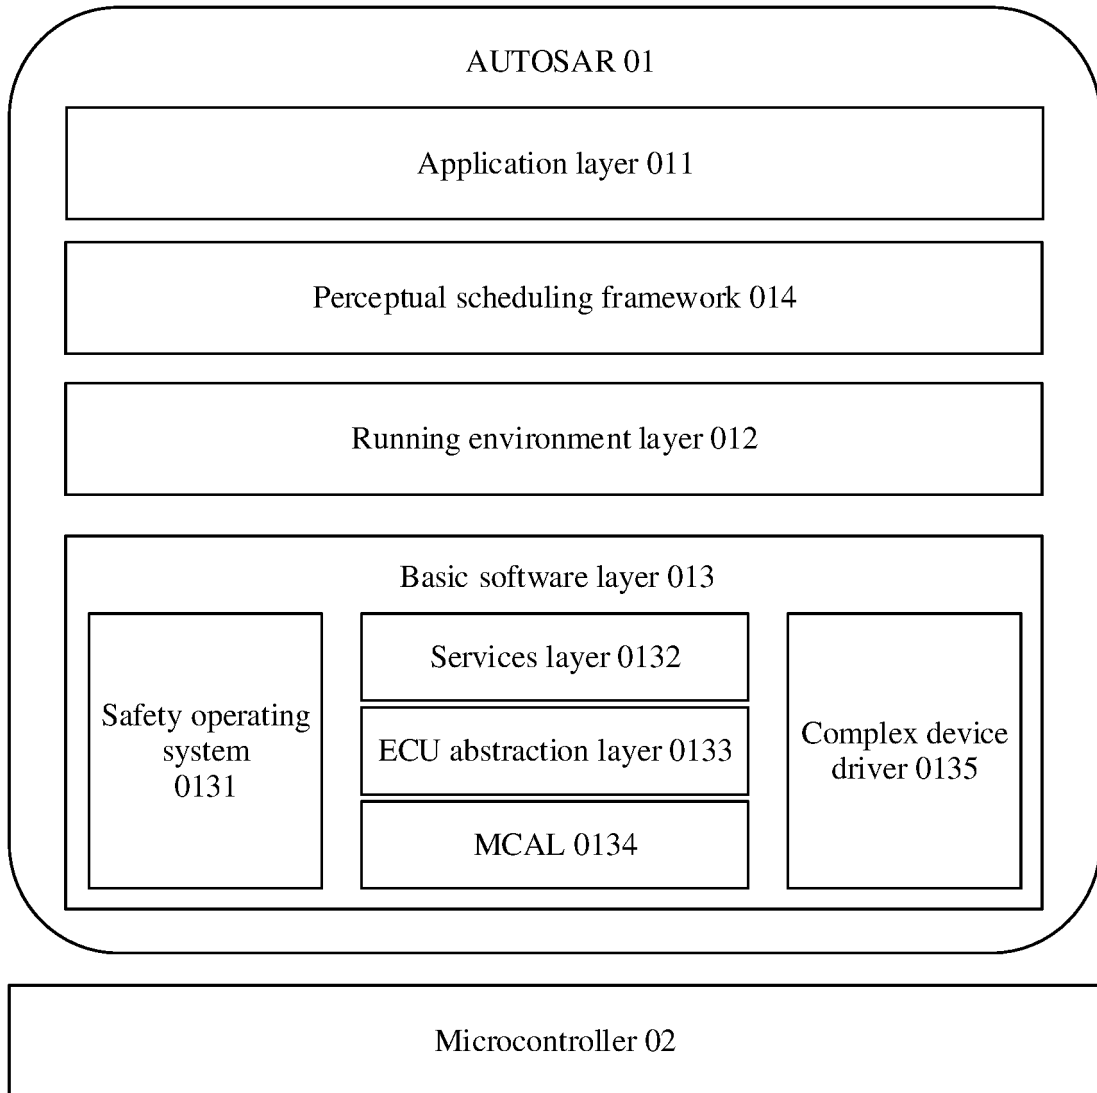 AUTOSAR 01
Application layer 011
Perceptual scheduling framework 014
Running environment layer 012
Basic software layer 013
Safety operating
system
0131
Services layer 0132
ECU abstraction layer 0133
MCAL 0134
Complex device
driver 0135
Microcontroller 02